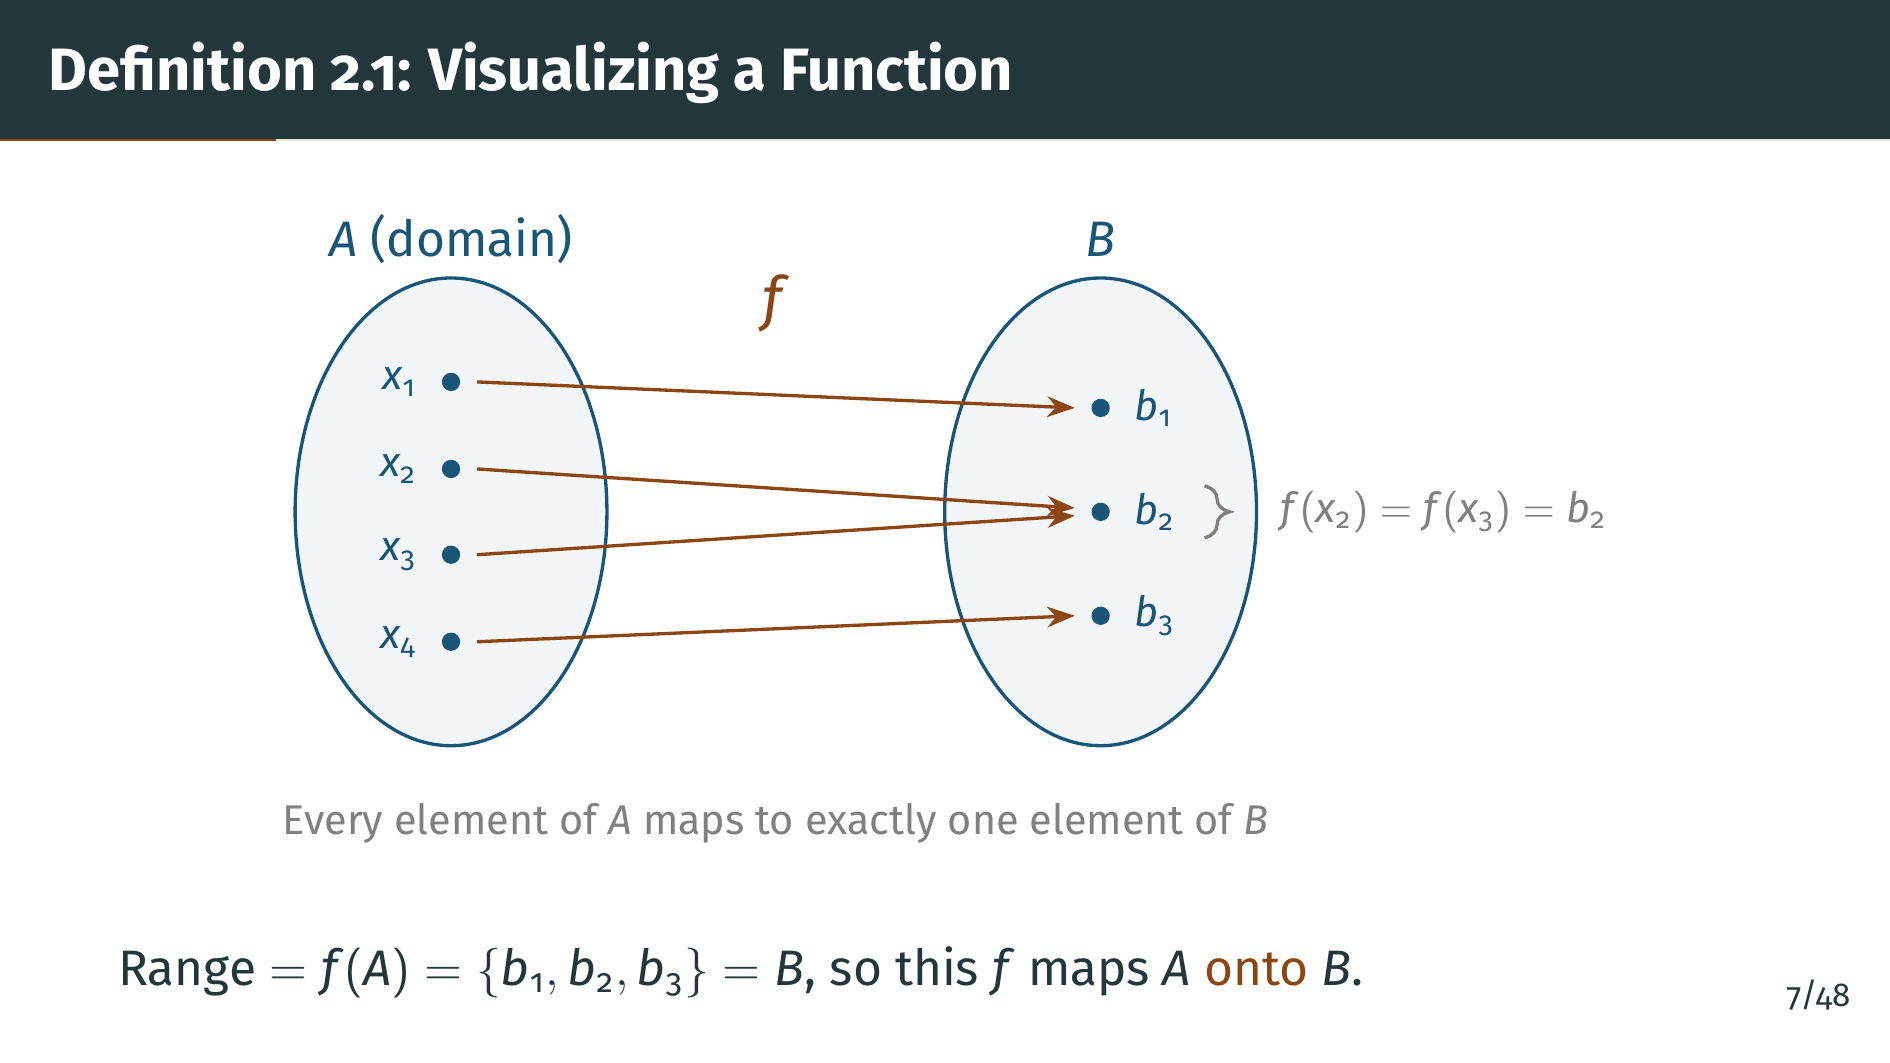 Definition 2.1: Visualizing a Function
A (domain)
B
f
x₁
b₁
x₂
b₂
f(x₂) = f(x₃) = b₂
x₃
b₃
x₄
Every element of A maps to exactly one element of B
Range = f(A) = {b₁, b₂, b₃} = B, so this f maps A onto B.
7/48